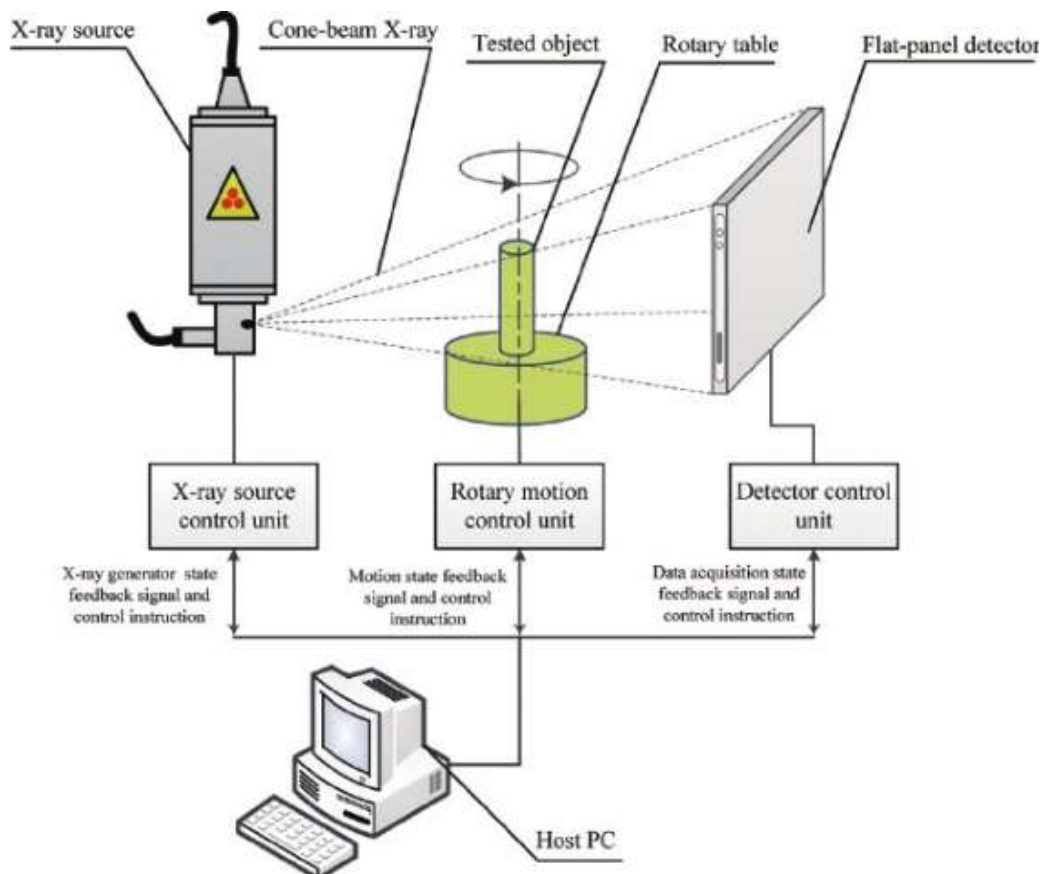 X-ray source
Cone-beam X-ray
Tested object
Rotary table
Flat-panel detector
X-ray source
control unit
Rotary motion
control unit
Detector control
unit
X-ray generator state
feedback signal and
control instruction
Motion state feedback
signal and control
instruction
Data acquisition state
feedback signal and
control instruction
Host PC